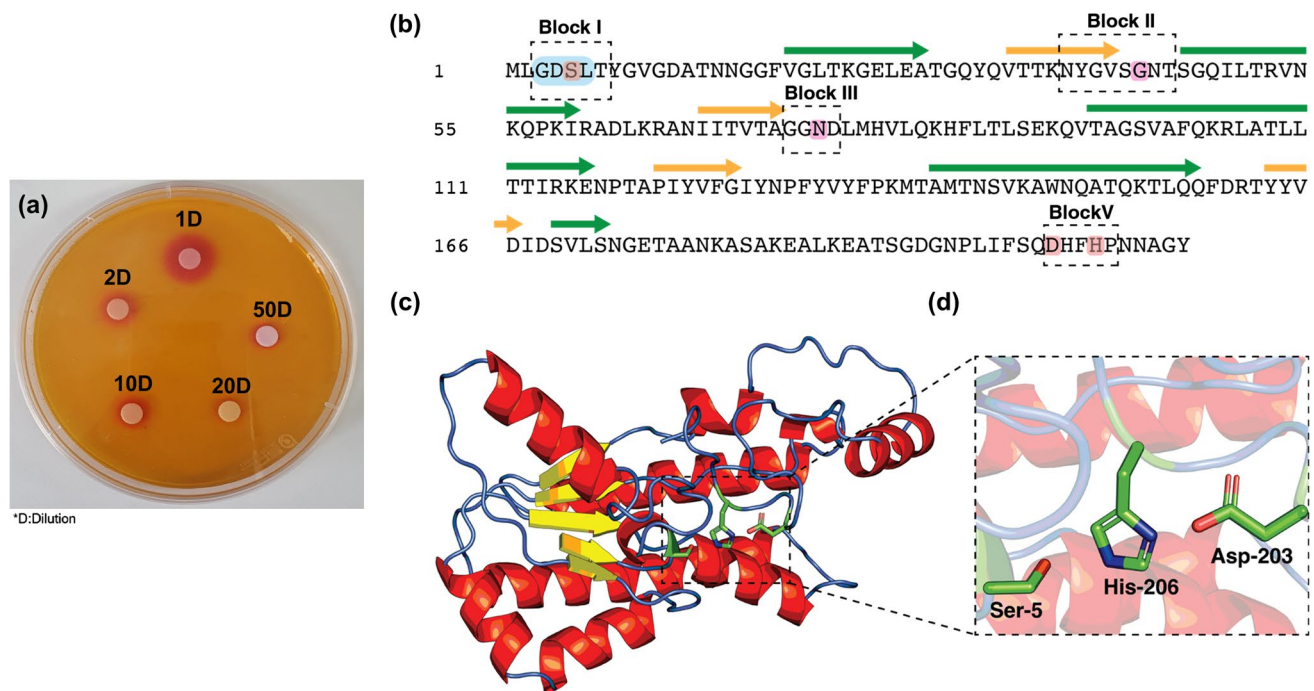 (a)
1D
2D
50D
10D
20D
*D:Dilution
(b)
Block I
Block II
1 MLGDSLTYGVGDATNNGGFVGLTKGELEATGQYQVTTKNYGVSGNTSGQILTRVN
Block III
55 KQPKIRADLKRANIITVTAGGNDLMHVLQKHFLTLSEKQVTAGSVAFQKRLATLL
111 TTIRKENPTAPIYVFGIYNPFYVYFPKMTAMTNSVKAWNQATQKTLQQFDRTYYV
BlockV
166 DIDSVLSNGETAANKASAKEALKEATSGDGNPLIFSQDHFHPNNAGY
(c)
(d)
Ser-5
His-206
Asp-203